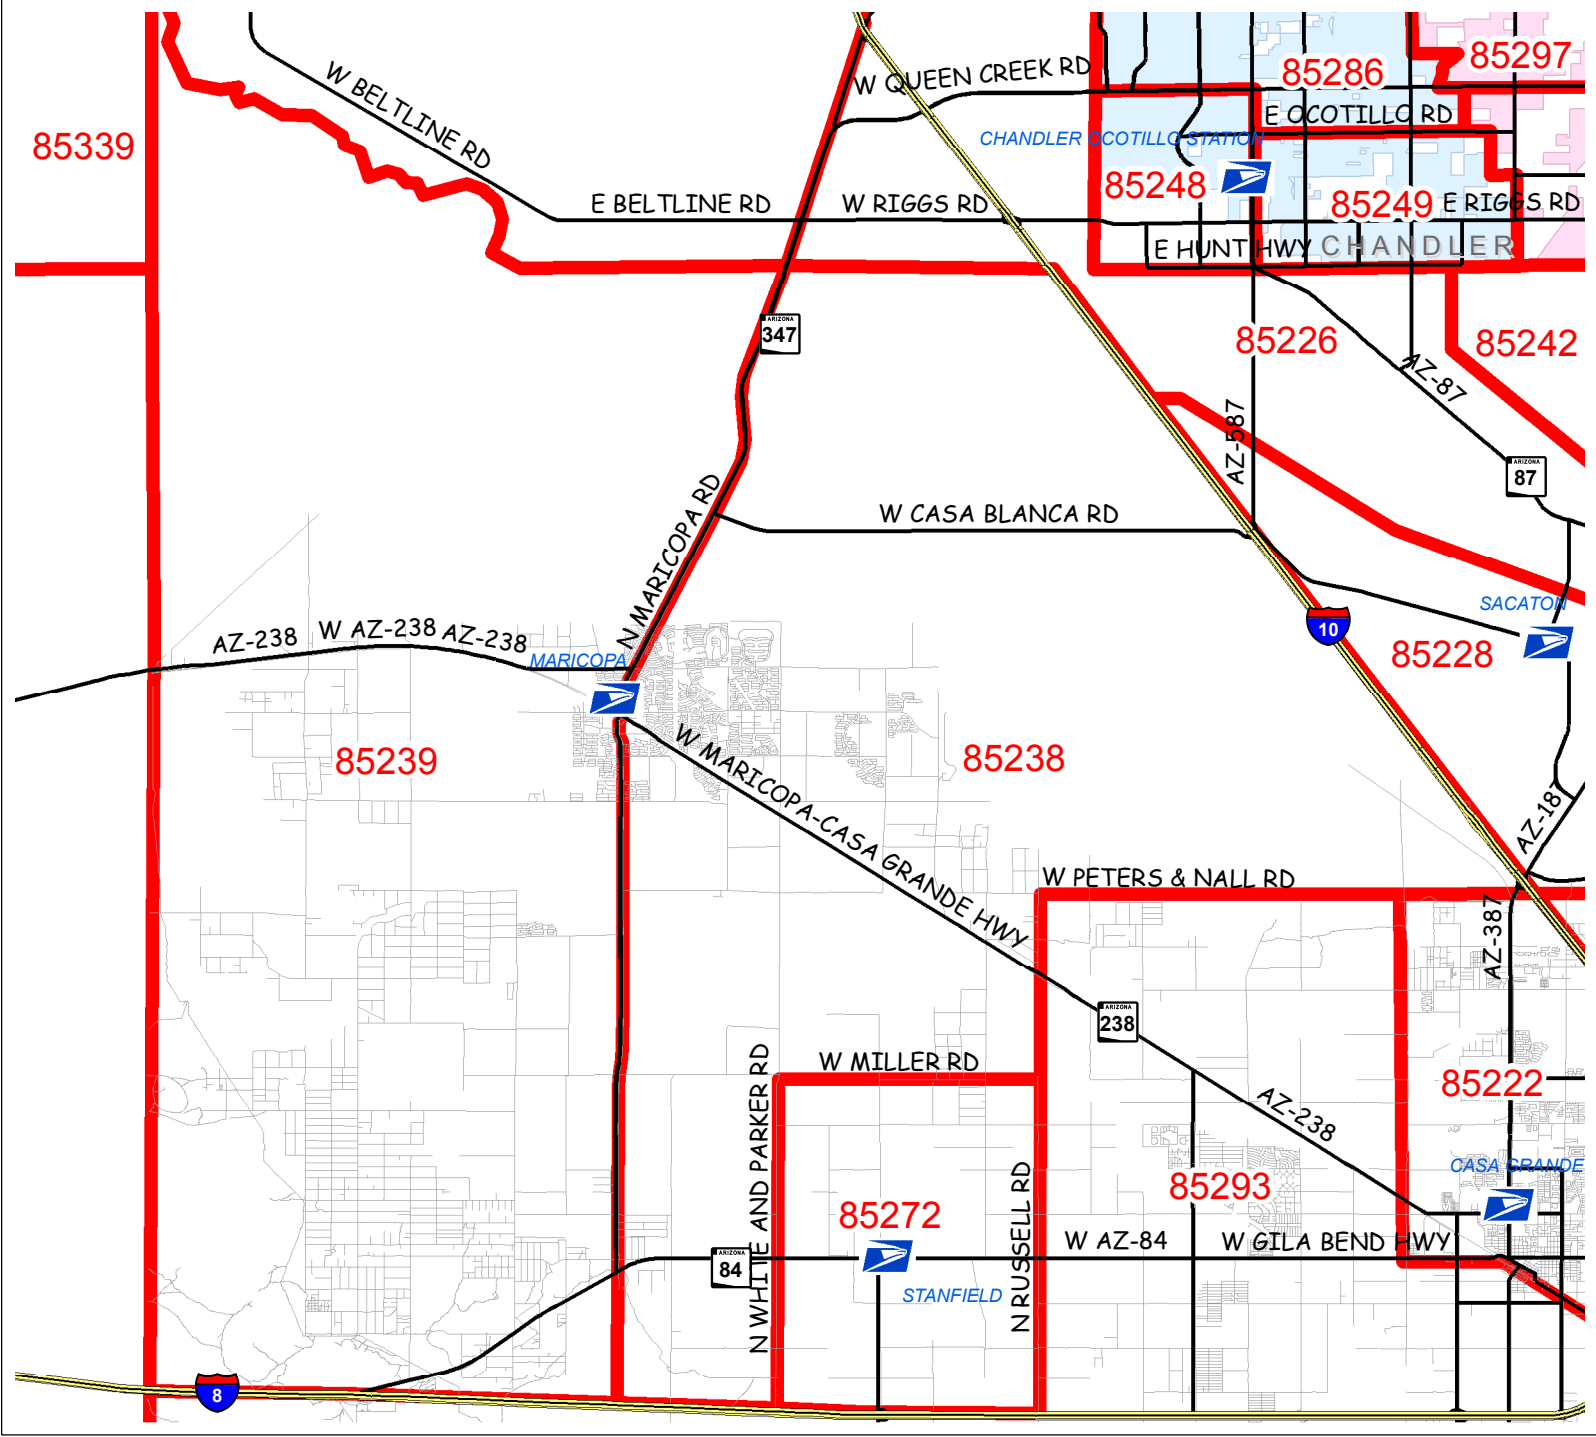 85297
85286
W BELTLINE RD
W QUEEN CREEK RD
E OCOTILLO RD
85339
CHANDLER OCOTILLO STATION
85248
85249
E RIGGS RD
E BELTLINE RD
W RIGGS RD
E HUNT HWY
CHANDLER
ARIZONA
347
85226
85242
AZ-87
AZ-587
ARIZONA
87
N MARICOPA RD
W CASA BLANCA RD
SACATON
10
AZ-238
W AZ-238
AZ-238
MARICOPA
85228
85239
W MARICOPA-CASA GRANDE HWY
85238
AZ-187
W PETERS & NALL RD
AZ-387
ARIZONA
238
W MILLER RD
85222
AZ-238
N WHITE AND PARKER RD
N RUSSELL RD
CASA GRANDE
85293
85272
W AZ-84
W GILA BEND HWY
ARIZONA
84
STANFIELD
8